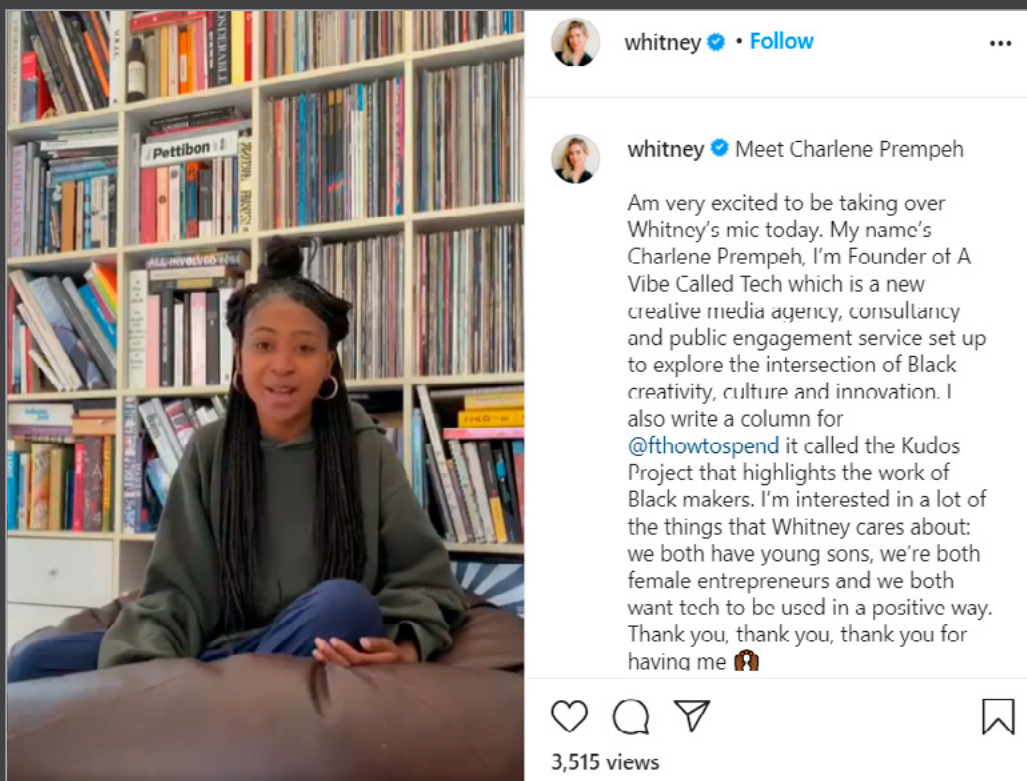 whitney • Follow
•••
whitney Meet Charlene Prempeh
Am very excited to be taking over
Whitney's mic today. My name's
Charlene Prempeh, I'm Founder of A
Vibe Called Tech which is a new
creative media agency, consultancy
and public engagement service set up
to explore the intersection of Black
creativity, culture and innovation. I
also write a column for
@fthowtospend it called the Kudos
Project that highlights the work of
Black makers. I'm interested in a lot of
the things that Whitney cares about:
we both have young sons, we're both
female entrepreneurs and we both
want tech to be used in a positive way.
Thank you, thank you, thank you for
having me
3,515 views
Pettibon
RALPH LAUREN
ALL INVOLVED